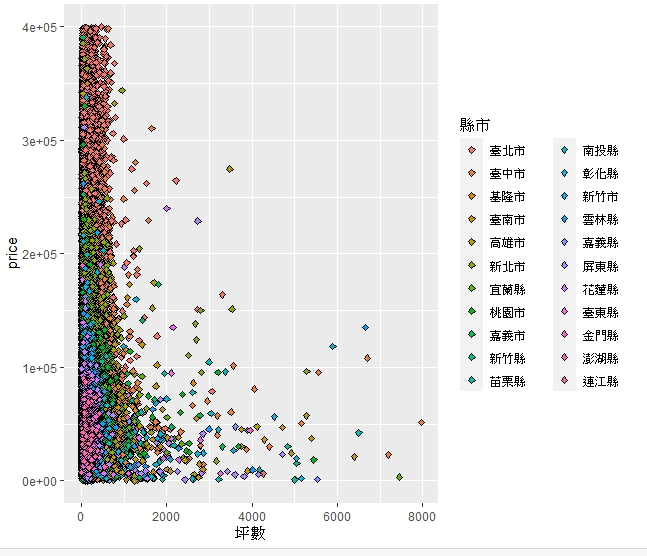 4e+05
3e+05
2e+05
1e+05
0e+00
price
0
2000
4000
6000
8000
坪數
縣市
臺北市
臺中市
基隆市
臺南市
高雄市
新北市
宜蘭縣
桃園市
嘉義市
新竹縣
苗栗縣
南投縣
彰化縣
新竹市
雲林縣
嘉義縣
屏東縣
花蓮縣
臺東縣
金門縣
澎湖縣
連江縣